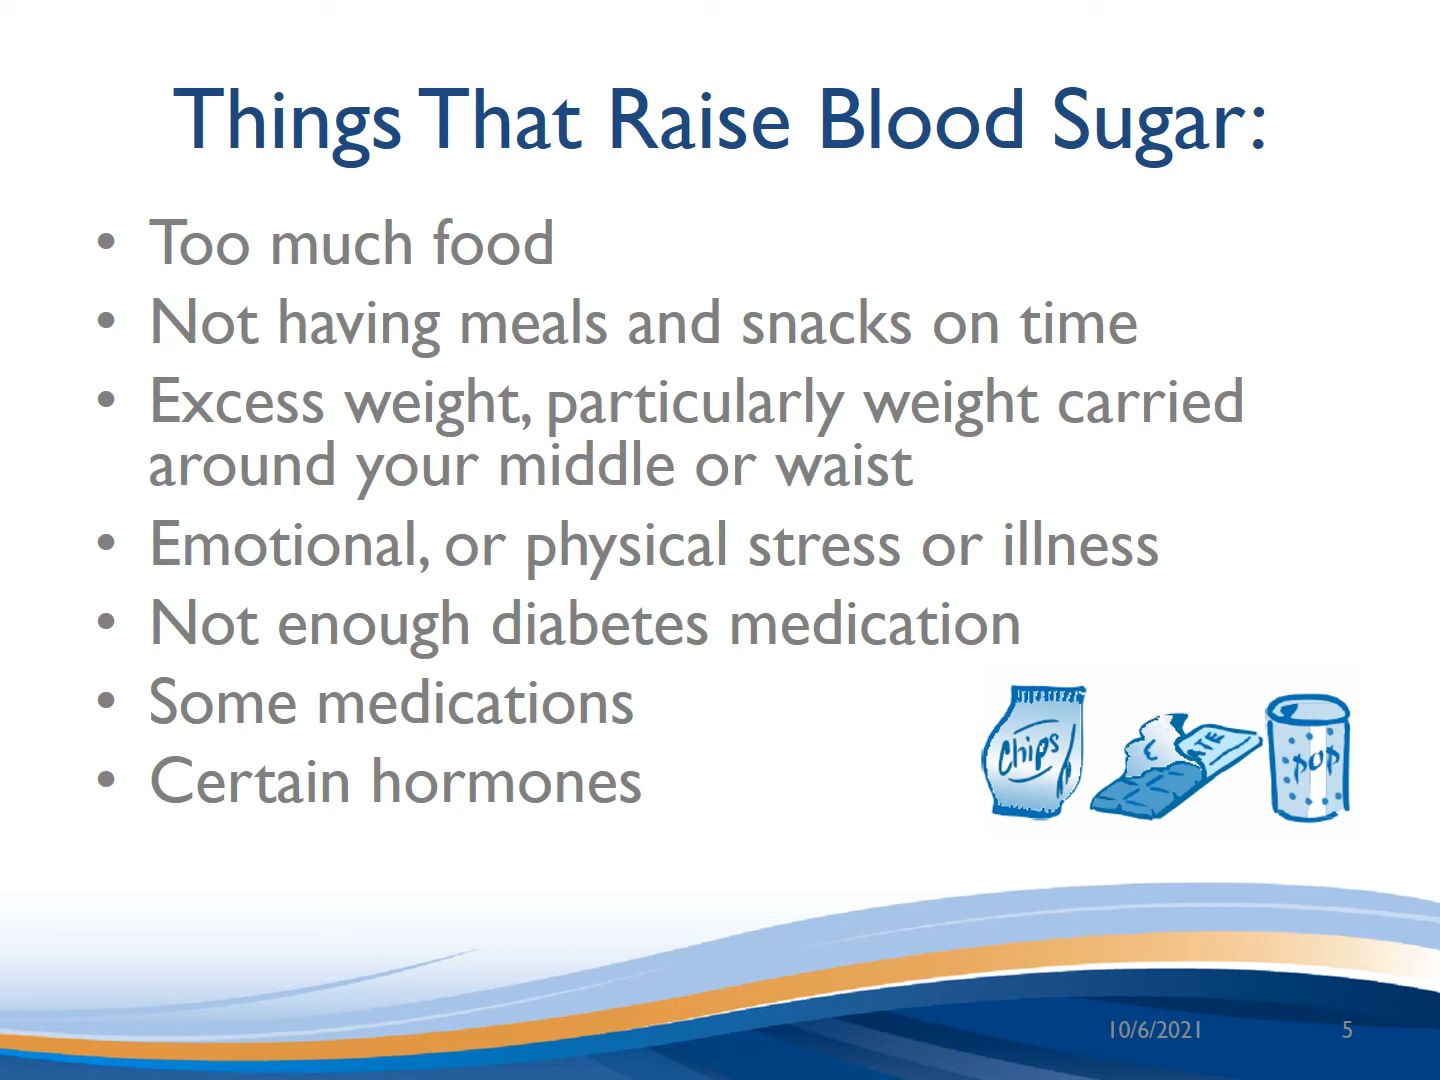 Things That Raise Blood Sugar:
• Too much food
• Not having meals and snacks on time
• Excess weight, particularly weight carried
around your middle or waist
• Emotional, or physical stress or illness
• Not enough diabetes medication
• Some medications
• Certain hormones
Chips
C ATE
POP
10/6/2021 5